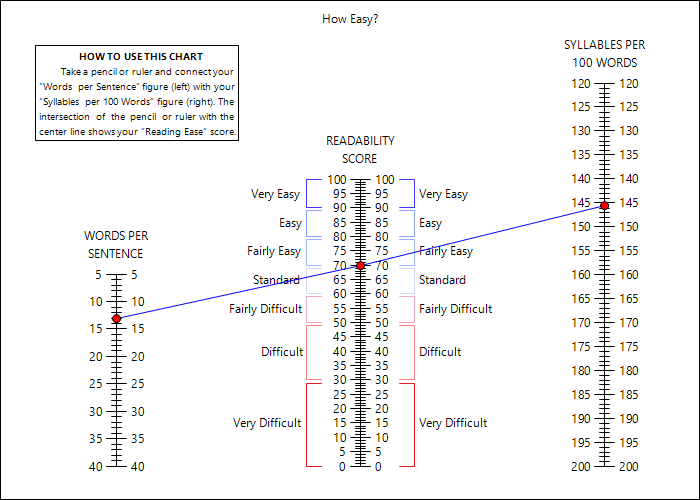 How Easy?
HOW TO USE THIS CHART
Take a pencil or ruler and connect your
"Words per Sentence" figure (left) with your
"Syllables per 100 Words" figure (right). The
intersection of the pencil or ruler with the
center line shows your "Reading Ease" score.
WORDS PER
SENTENCE
5 5
10 10
15 15
20 20
25 25
30 30
35 35
40 40
READABILITY
SCORE
100 100
Very Easy 95 95 Very Easy
90 90
Easy 85 85 Easy
80 80
Fairly Easy 75 75 Fairly Easy
70 70
Standard 65 65 Standard
60 60
Fairly Difficult 55 55 Fairly Difficult
50 50
45 45
Difficult 40 40 Difficult
35 35
30 30
25 25
20 20
Very Difficult 15 15 Very Difficult
10 10
5 5
0 0
SYLLABLES PER
100 WORDS
120 120
125 125
130 130
135 135
140 140
145 145
150 150
155 155
160 160
165 165
170 170
175 175
180 180
185 185
190 190
195 195
200 200